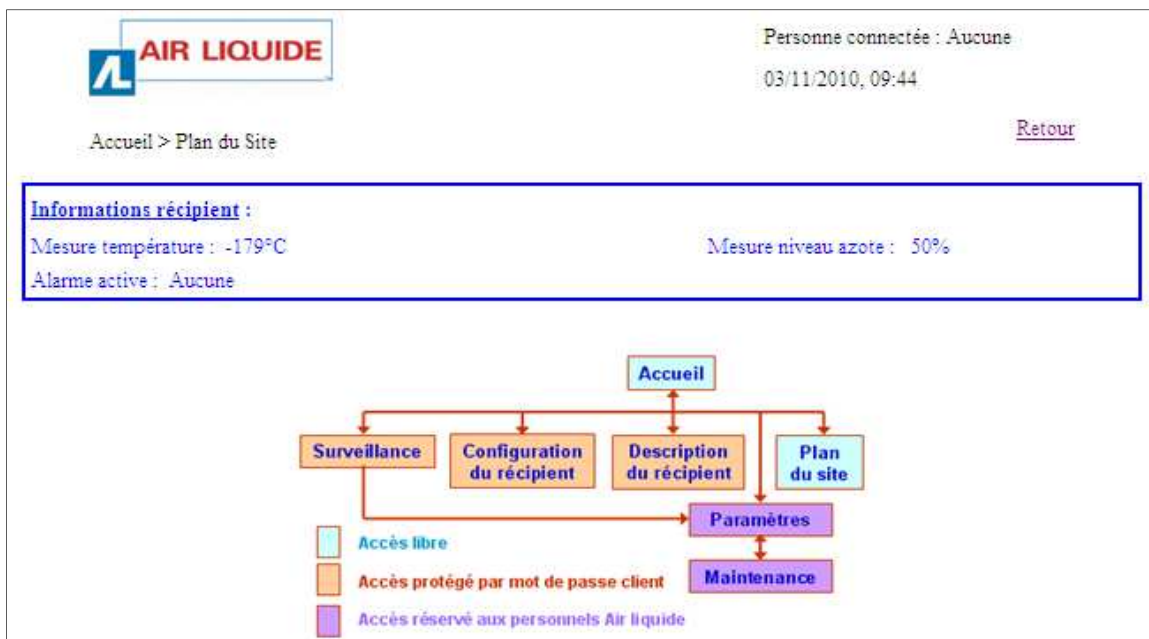 AIR LIQUIDE
Personne connectée : Aucune
03/11/2010, 09:44
Retour
Accueil > Plan du Site
Informations récipient :
Mesure température : -179°C
Mesure niveau azote : 50%
Alarme active : Aucune
Accueil
Surveillance
Configuration
du récipient
Description
du récipient
Plan
du site
Paramètres
Maintenance
Accès libre
Accès protégé par mot de passe client
Accès réservé aux personnels Air liquide